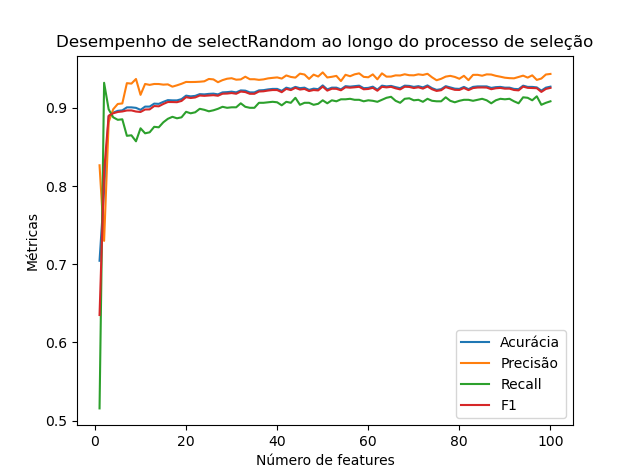 Desempenho de selectRandom ao longo do processo de seleção
Métricas
0.9
0.8
0.7
0.6
0.5
0 20 40 60 80 100
Número de features
Acurácia
Precisão
Recall
F1